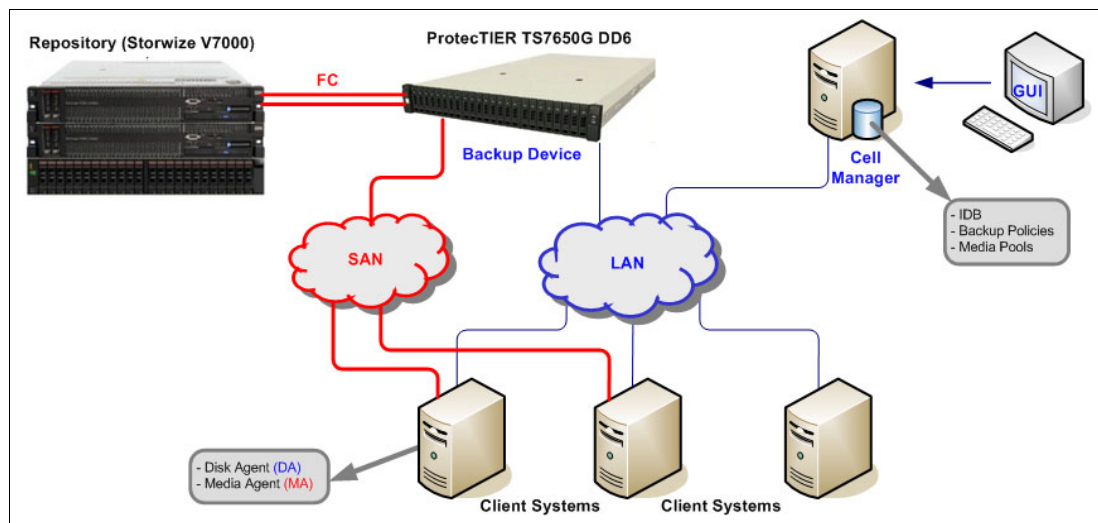 Repository (Storwize V7000)
ProtecTIER TS7650G DD6
FC
GUI
Backup Device
Cell
Manager
- IDB
- Backup Policies
- Media Pools
SAN
LAN
- Disk Agent (DA)
- Media Agent (MA)
Client Systems
Client Systems